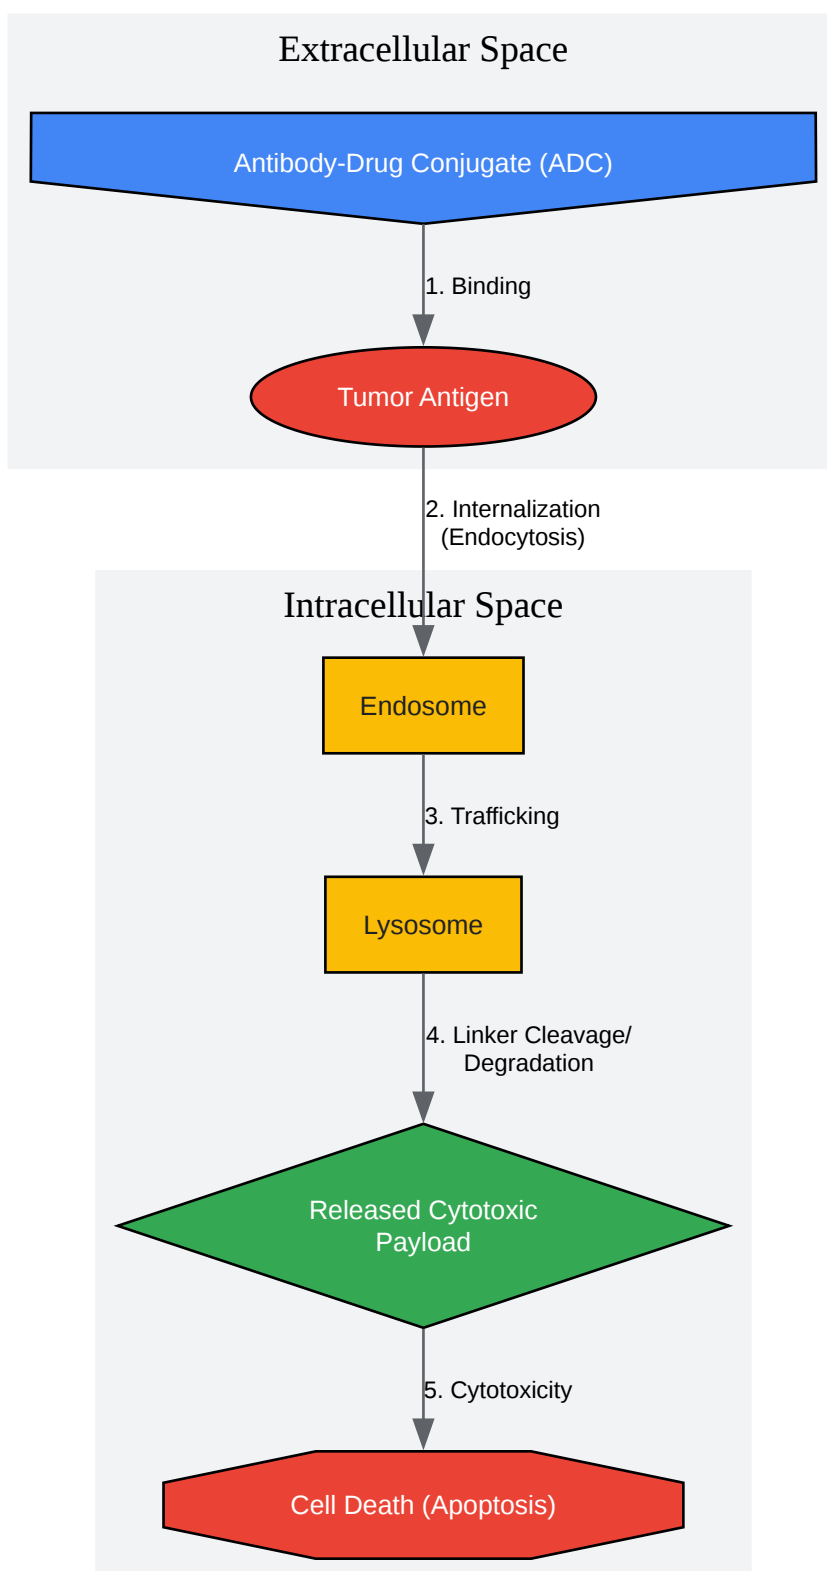 Extracellular Space
Antibody-Drug Conjugate (ADC)
1. Binding
Tumor Antigen
2. Internalization
(Endocytosis)
Intracellular Space
Endosome
3. Trafficking
Lysosome
4. Linker Cleavage/
Degradation
Released Cytotoxic
Payload
5. Cytotoxicity
Cell Death (Apoptosis)